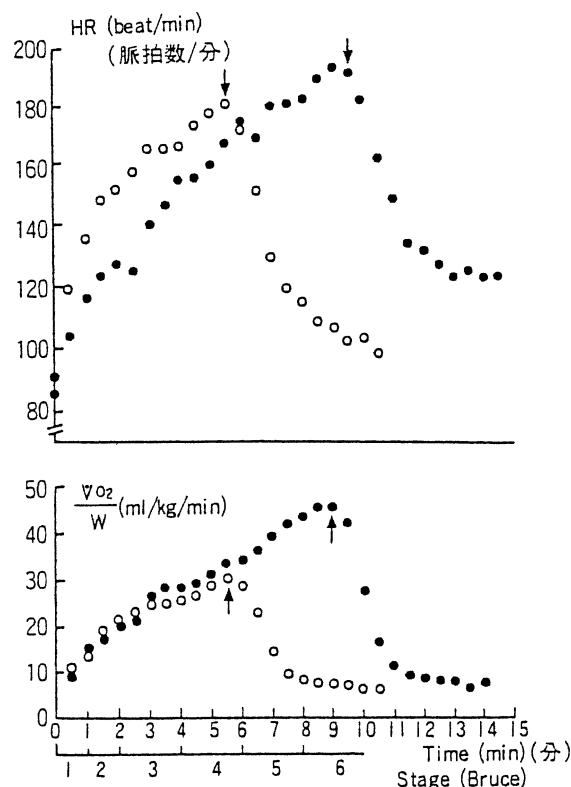 HR (beat/min)
(脈拍数/分)
200
180
160
140
120
100
80
V̇O₂/W (ml/kg/min)
50
40
30
20
10
0
0 1 2 3 4 5 6 7 8 9 10 11 12 13 14 15
Time (min) (分)
1 2 3 4 5 6
Stage (Bruce)